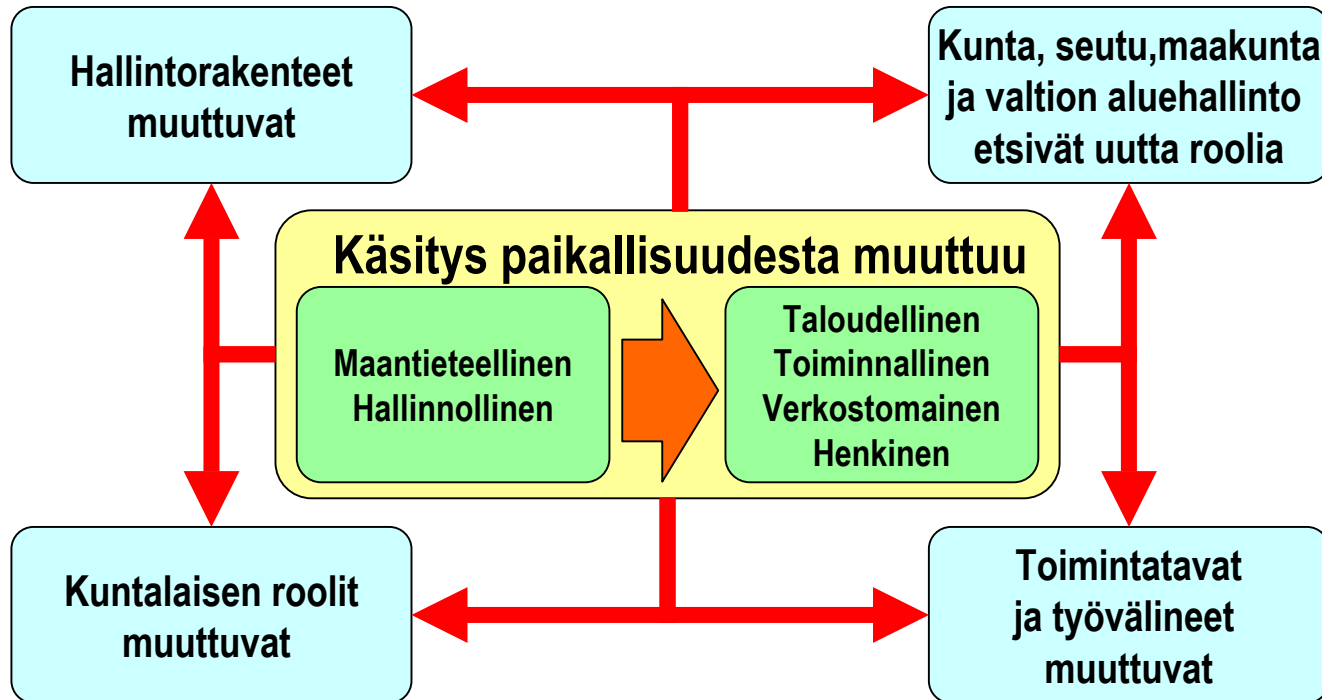 Hallintorakenteet
muuttuvat
Kunta, seutu,maakunta
ja valtion aluehallinto
etsivät uutta roolia
Käsitys paikallisuudesta muuttuu
Maantieteellinen
Hallinnollinen
Taloudellinen
Toiminnallinen
Verkostomainen
Henkinen
Kuntalaisen roolit
muuttuvat
Toimintatavat
ja työvälineet
muuttuvat